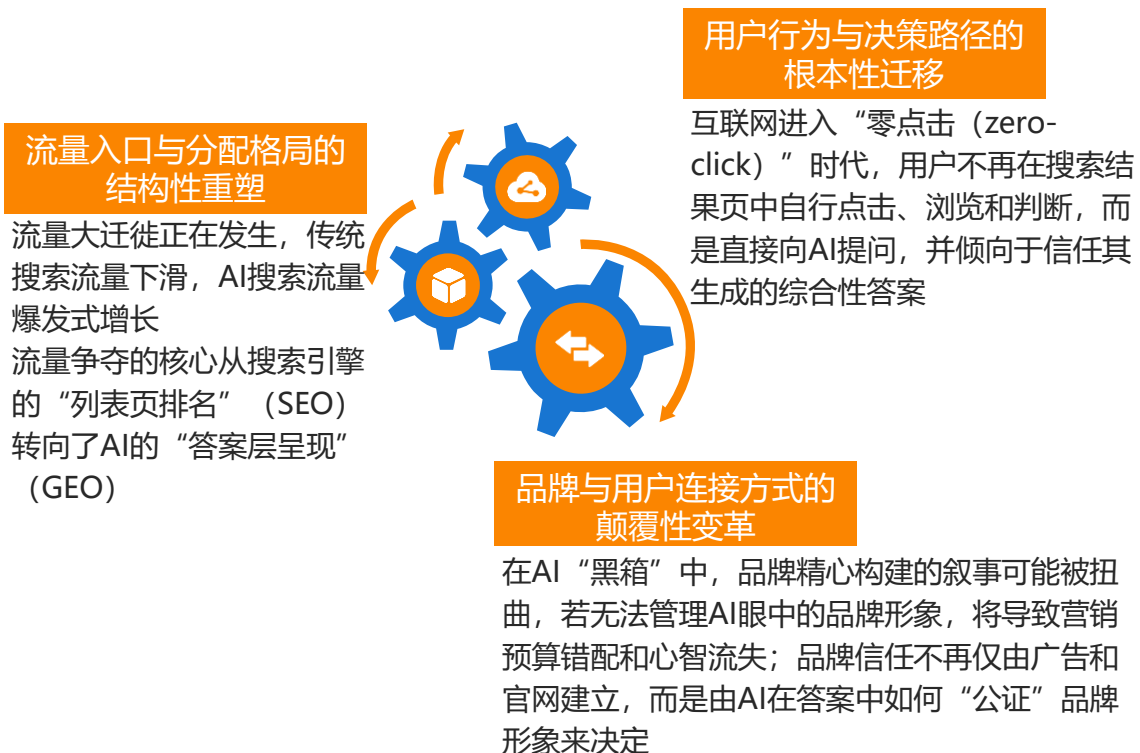 流量入口与分配格局的
结构性重塑
流量大迁徙正在发生，传统
搜索流量下滑，AI搜索流量
爆发式增长
流量争夺的核心从搜索引擎
的“列表页排名”（SEO）
转向了AI的“答案层呈现”
（GEO）
用户行为与决策路径的
根本性迁移
互联网进入“零点击（zero-
click）”时代，用户不再在搜索结
果页中自行点击、浏览和判断，而
是直接向AI提问，并倾向于信任其
生成的综合性答案
品牌与用户连接方式的
颠覆性变革
在AI“黑箱”中，品牌精心构建的叙事可能被扭
曲，若无法管理AI眼中的品牌形象，将导致营销
预算错配和心智流失；品牌信任不再仅由广告和
官网建立，而是由AI在答案中如何“公证”品牌
形象来决定